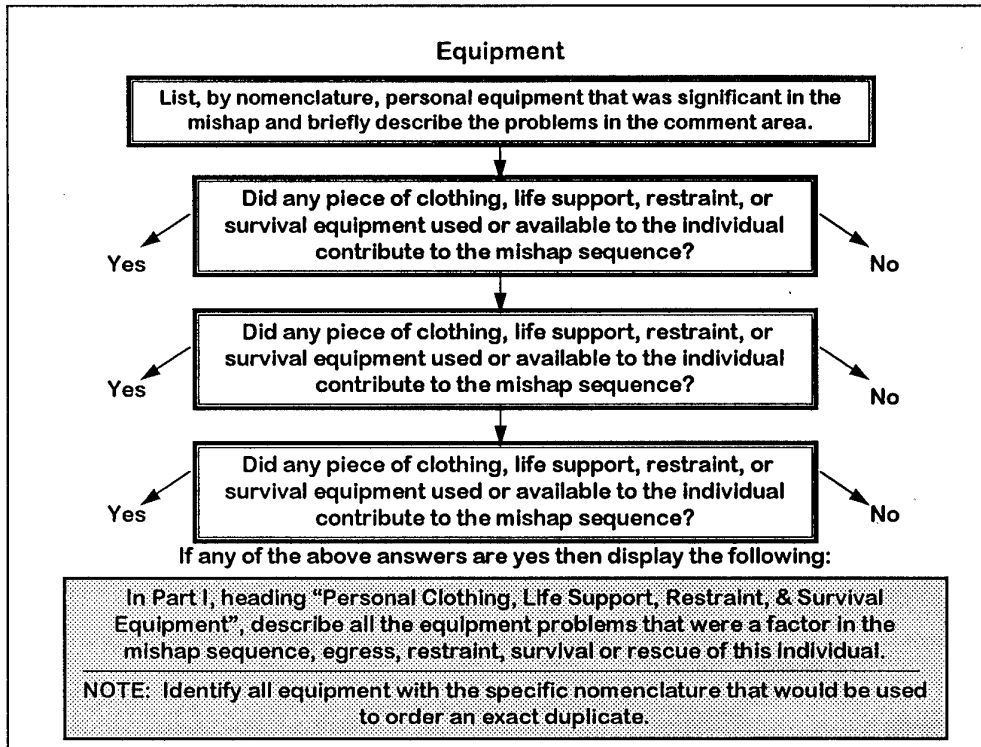 Equipment
List, by nomenclature, personal equipment that was significant in the
mishap and briefly describe the problems in the comment area.
Did any piece of clothing, life support, restraint, or
survival equipment used or available to the individual
contribute to the mishap sequence?
Yes
No
Did any piece of clothing, life support, restraint, or
survival equipment used or available to the individual
contribute to the mishap sequence?
Yes
No
Did any piece of clothing, life support, restraint, or
survival equipment used or available to the individual
contribute to the mishap sequence?
Yes
No
If any of the above answers are yes then display the following:
In Part I, heading “Personal Clothing, Life Support, Restraint, & Survival
Equipment”, describe all the equipment problems that were a factor in the
mishap sequence, egress, restraint, survival or rescue of this individual.
NOTE: Identify all equipment with the specific nomenclature that would be used
to order an exact duplicate.